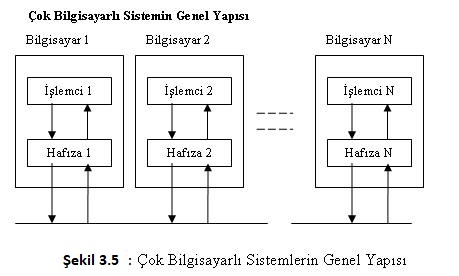 Çok Bilgisayarlı Sistemin Genel Yapısı
Bilgisayar 1 Bilgisayar 2 Bilgisayar N
İşlemci 1 İşlemci 2 İşlemci N
Hafıza 1 Hafıza 2 Hafıza N
Şekil 3.5 : Çok Bilgisayarlı Sistemlerin Genel Yapısı